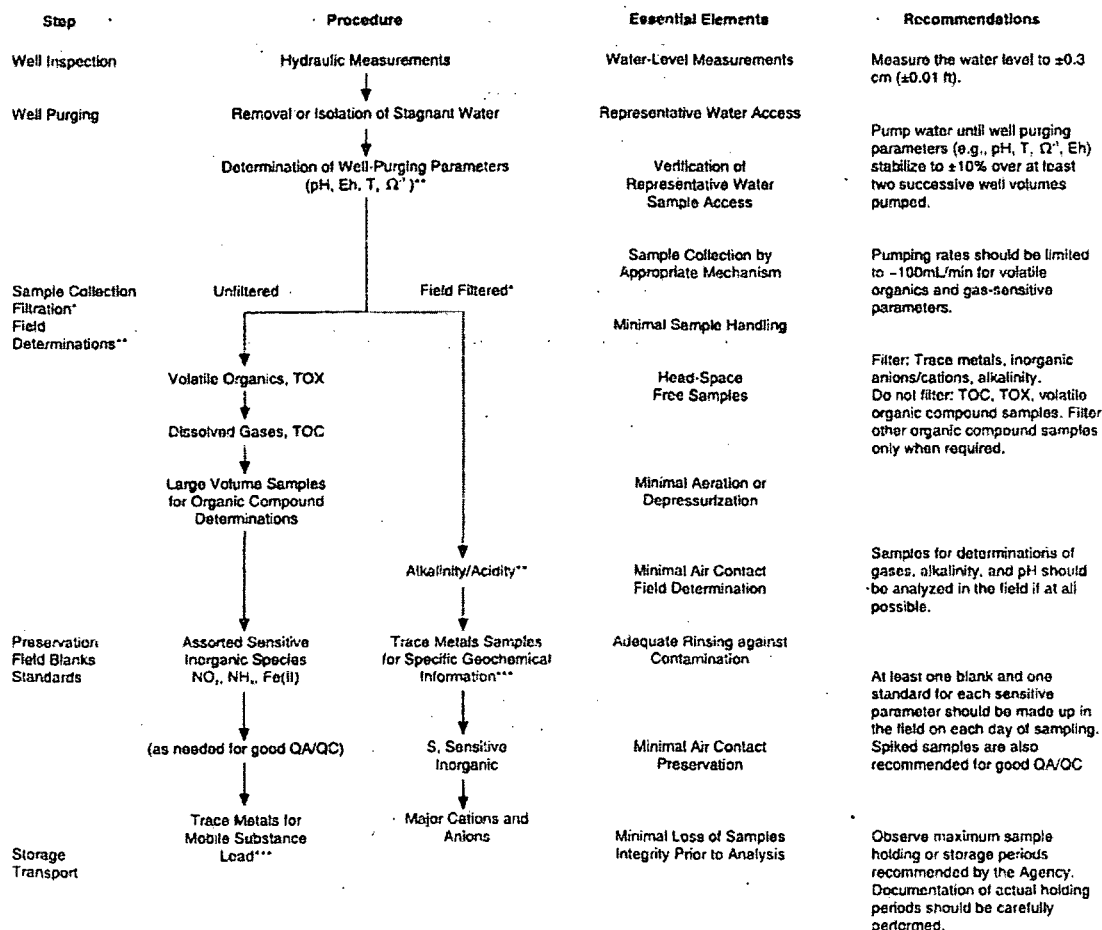 Step
Procedure
Essential Elements
Recommendations
Well Inspection
Hydraulic Measurements
Water-Level Measurements
Measure the water level to ±0.3
cm (±0.01 ft).
Well Purging
Removal or Isolation of Stagnant Water
Representative Water Access
Pump water until well purging
parameters (e.g., pH, T, Ω⁻¹, Eh)
stabilize to ±10% over at least
two successive well volumes
pumped.
Determination of Well-Purging Parameters
(pH, Eh, T, Ω⁻¹)**
Verification of
Representative Water
Sample Access
Sample Collection by
Appropriate Mechanism
Pumping rates should be limited
to ~100mL/min for volatile
organics and gas-sensitive
parameters.
Sample Collection
Filtration*
Field
Determinations**
Unfiltered
Field Filtered*
Minimal Sample Handling
Volatile Organics, TOX
Head-Space
Free Samples
Filter: Trace metals, inorganic
anions/cations, alkalinity.
Do not filter: TOC, TOX, volatile
organic compound samples. Filter
other organic compound samples
only when required.
Dissolved Gases, TOC
Large Volume Samples
for Organic Compound
Determinations
Minimal Aeration or
Depressurization
Alkalinity/Acidity**
Minimal Air Contact
Field Determination
Samples for determinations of
gases, alkalinity, and pH should
be analyzed in the field if at all
possible.
Preservation
Field Blanks
Standards
Assorted Sensitive
Inorganic Species
Fe(II)
Trace Metals Samples
for Specific Geochemical
Information***
Adequate Rinsing against
Contamination
At least one blank and one
standard for each sensitive
parameter should be made up in
the field on each day of sampling.
Spiked samples are also
recommended for good QA/QC
(as needed for good QA/QC)
S, Sensitive
Inorganic
Minimal Air Contact
Preservation
Trace Metals for
Mobile Substance
Load***
Major Cations and
Anions
Storage
Transport
Minimal Loss of Samples
Integrity Prior to Analysis
Observe maximum sample
holding or storage periods
recommended by the Agency.
Documentation of actual holding
periods should be carefully
performed.